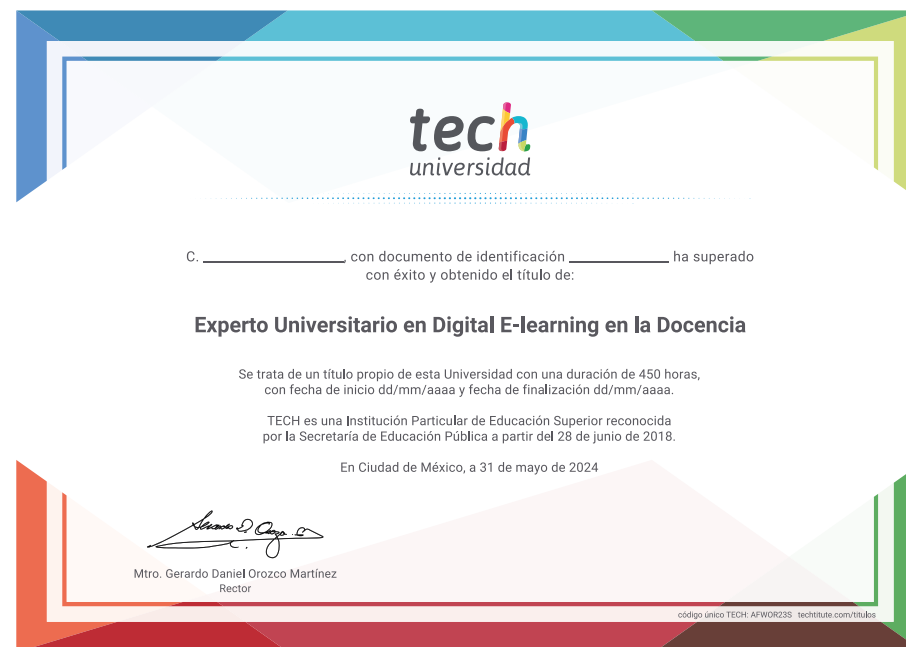 tech
universidad
C. ____________________, con documento de identificación ______________ ha superado
con éxito y obtenido el título de:
Experto Universitario en Digital E-learning en la Docencia
Se trata de un título propio de esta Universidad con una duración de 450 horas,
con fecha de inicio dd/mm/aaaa y fecha de finalización dd/mm/aaaa.
TECH es una Institución Particular de Educación Superior reconocida
por la Secretaría de Educación Pública a partir del 28 de junio de 2018.
En Ciudad de México, a 31 de mayo de 2024
Mtro. Gerardo Daniel Orozco Martínez
Rector
código único TECH: AFWOR23S techtitute.com/titulos